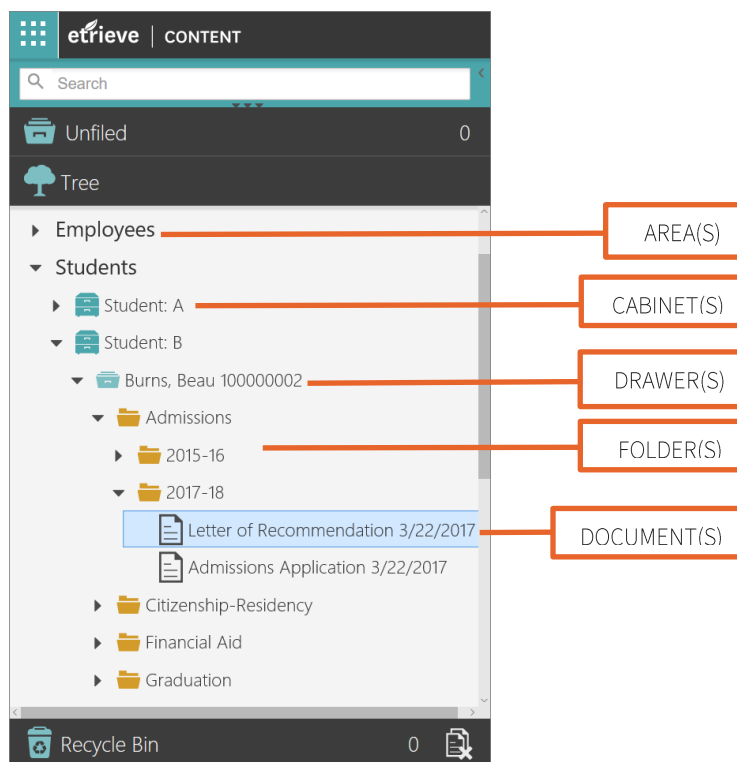 etrieve | CONTENT
Search
Unfiled 0
Tree
Employees
AREA(S)
Students
Student: A
CABINET(S)
Student: B
Burns, Beau 100000002
DRAWER(S)
Admissions
2015-16
FOLDER(S)
2017-18
Letter of Recommendation 3/22/2017
DOCUMENT(S)
Admissions Application 3/22/2017
Citizenship-Residency
Financial Aid
Graduation
Recycle Bin 0